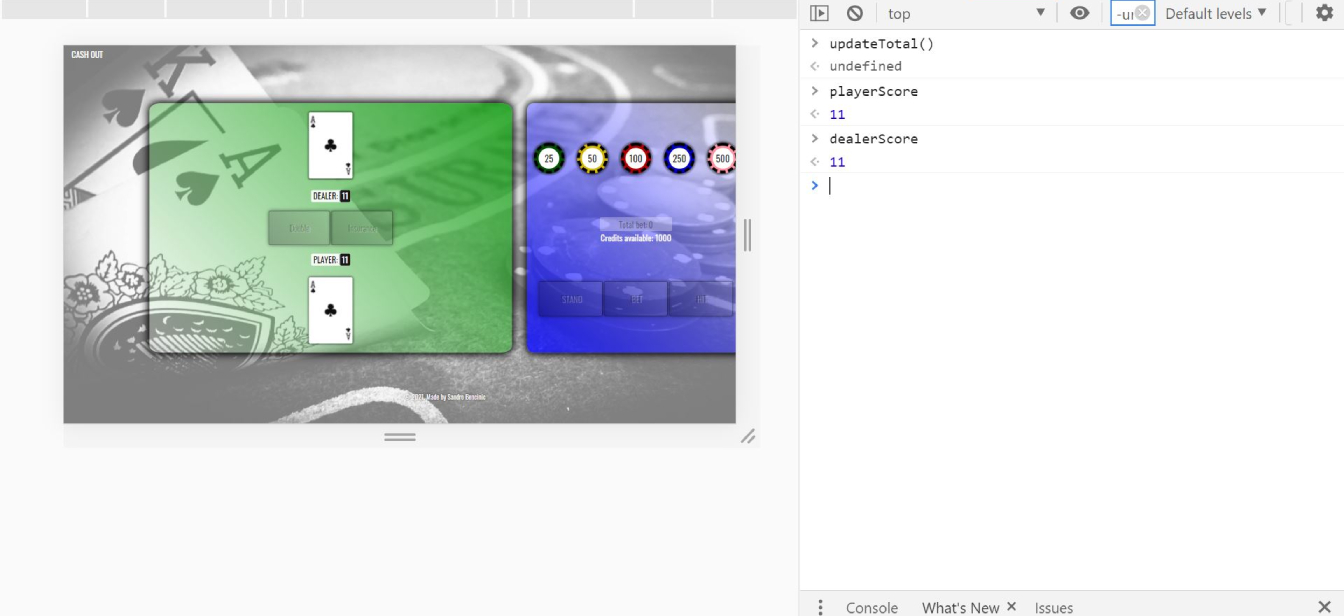 top
-ur
Default levels
CASH OUT
A
A
DEALER: 11
Double
Insurance
PLAYER: 11
A
A
25
50
100
250
500
Total bet: 0
Credits available: 1000
STAND
BET
HIT
2021. Made by Sandro Bencinic
updateTotal()
undefined
playerScore
11
dealerScore
11
Console
What's New
Issues